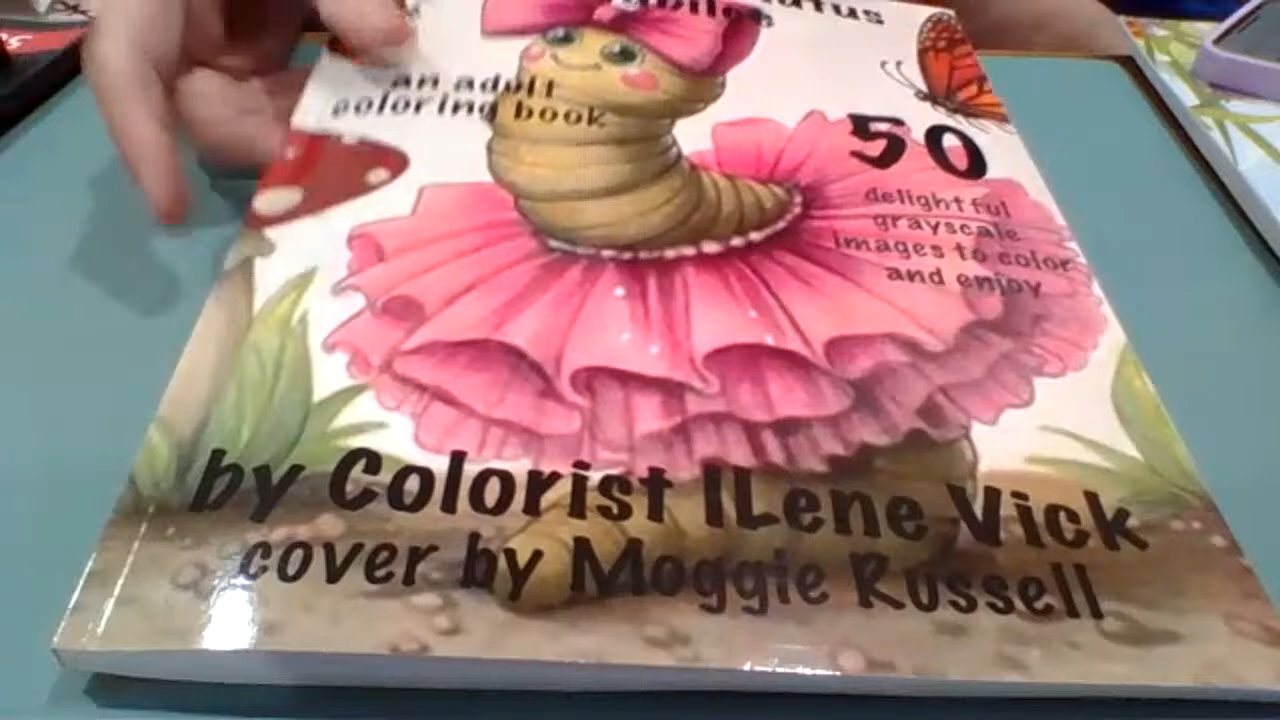 an adult
coloring book
50
delightful
grayscale
images to color
and enjoy
by Colorist ILene Vick
cover by Moggie Russell